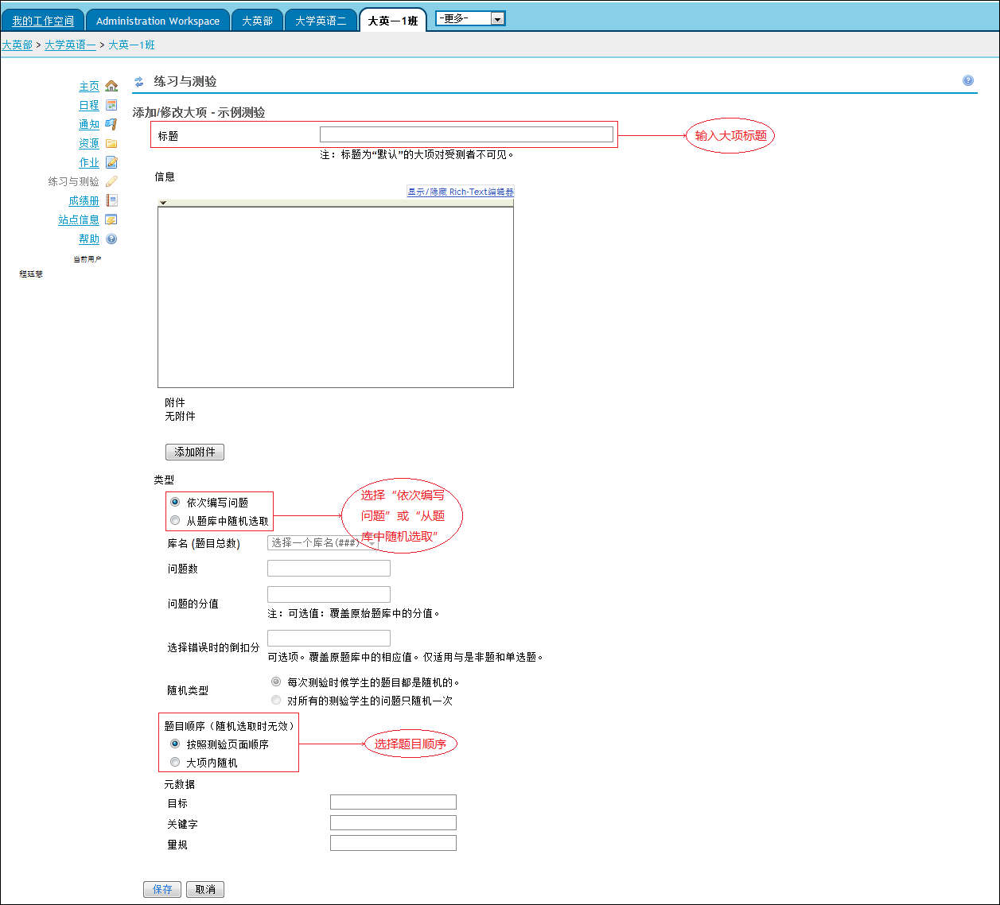 我的工作空间 Administration Workspace 大英部 大学英语二 大英一1班 -更多-
大英部 > 大学英语一 > 大英一1班
主页
日程
通知
资源
作业
练习与测验
成绩册
站点信息
帮助
当前用户
程珏慧
练习与测验
添加/修改大项 - 示例测验
标题
输入大项标题
注：标题为“默认”的大项对受测者不可见。
信息
显示/隐藏 Rich-Text编辑器
附件
无附件
添加附件
类型
依次编写问题
从题库中随机选取
选择“依次编写
问题”或“从题
库中随机选取”
库名 (题目总数) 选择一个库名(###)
问题数
问题的分值
注：可选值：覆盖原始题库中的分值。
选择错误时的倒扣分
可选项。覆盖原题库中的相应值。仅适用与是非题和单选题。
随机类型
每次测验时候学生的题目都是随机的。
对所有的测验学生的问题只随机一次
题目顺序（随机选取时无效）
按照测验页面顺序
大项内随机
选择题目顺序
元数据
目标
关键字
量规
保存 取消